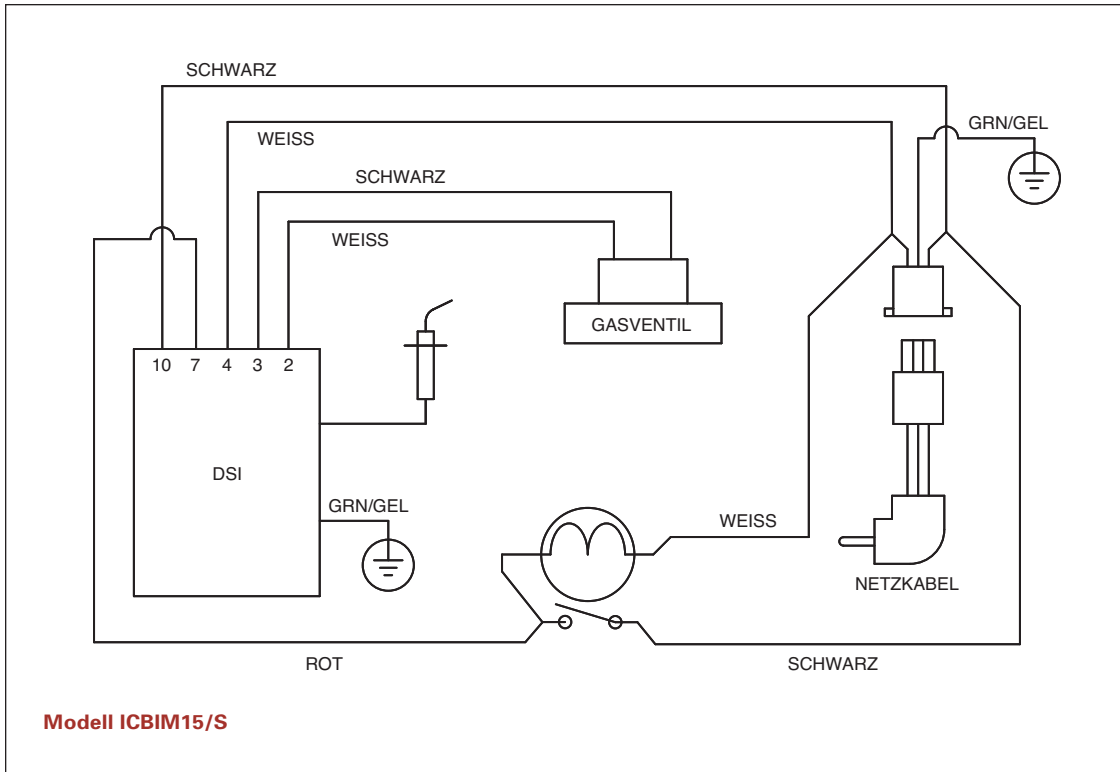 SCHWARZ
GRN/GEL
WEISS
SCHWARZ
WEISS
GASVENTIL
10 7 4 3 2
DSI
GRN/GEL
WEISS
NETZKABEL
ROT
SCHWARZ
Modell ICBIM15/S